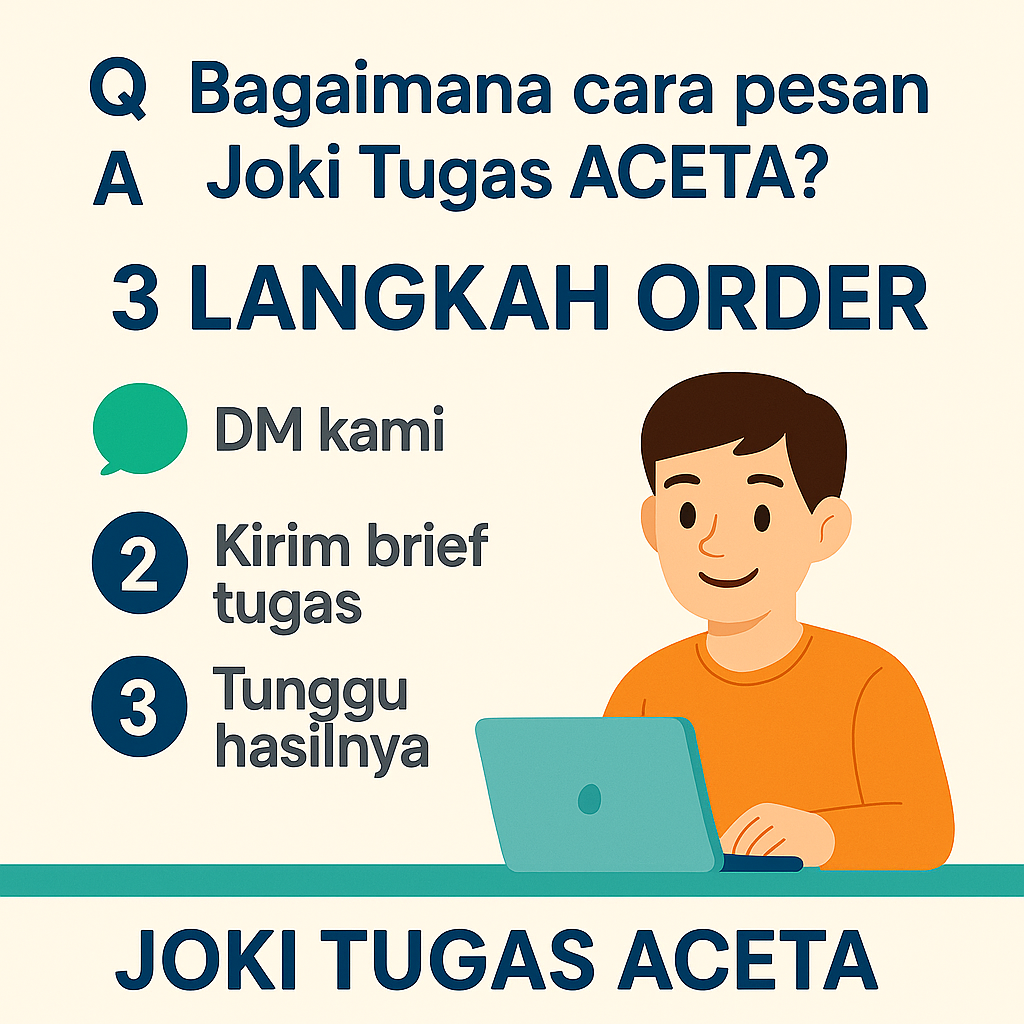 Q Bagaimana cara pesan
A Joki Tugas ACETA?
3 LANGKAH ORDER
DM kami
2 Kirim brief
tugas
3 Tunggu
hasilnya
JOKI TUGAS ACETA